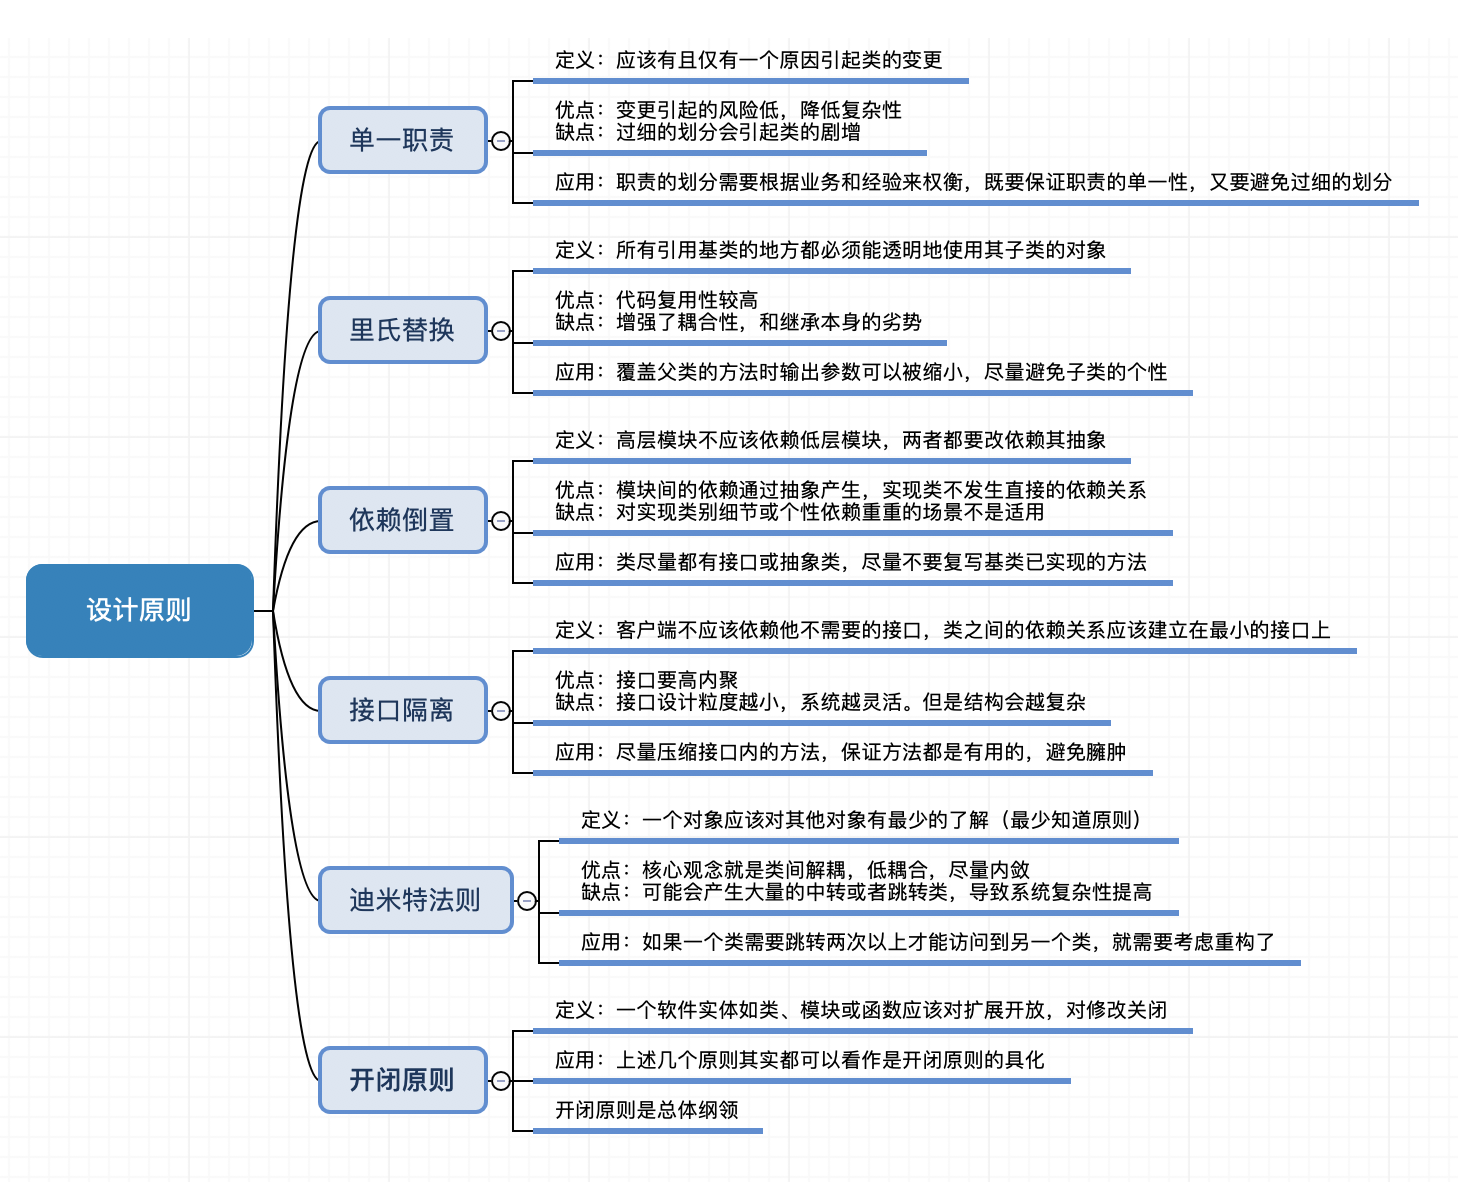 设计原则
单一职责
定义：应该有且仅有一个原因引起类的变更
优点：变更引起的风险低，降低复杂性
缺点：过细的划分会引起类的剧增
应用：职责的划分需要根据业务和经验来权衡，既要保证职责的单一性，又要避免过细的划分
里氏替换
定义：所有引用基类的地方都必须能透明地使用其子类的对象
优点：代码复用性较高
缺点：增强了耦合性，和继承本身的劣势
应用：覆盖父类的方法时输出参数可以被缩小，尽量避免子类的个性
依赖倒置
定义：高层模块不应该依赖低层模块，两者都要改依赖其抽象
优点：模块间的依赖通过抽象产生，实现类不发生直接的依赖关系
缺点：对实现类别细节或个性依赖重重的场景不是适用
应用：类尽量都有接口或抽象类，尽量不要复写基类已实现的方法
接口隔离
定义：客户端不应该依赖他不需要的接口，类之间的依赖关系应该建立在最小的接口上
优点：接口要高内聚
缺点：接口设计粒度越小，系统越灵活。但是结构会越复杂
应用：尽量压缩接口内的方法，保证方法都是有用的，避免臃肿
迪米特法则
定义：一个对象应该对其他对象有最少的了解（最少知道原则）
优点：核心观念就是类间解耦，低耦合，尽量内敛
缺点：可能会产生大量的中转或者跳转类，导致系统复杂性提高
应用：如果一个类需要跳转两次以上才能访问到另一个类，就需要考虑重构了
开闭原则
定义：一个软件实体如类、模块或函数应该对扩展开放，对修改关闭
应用：上述几个原则其实都可以看作是开闭原则的具化
开闭原则是总体纲领